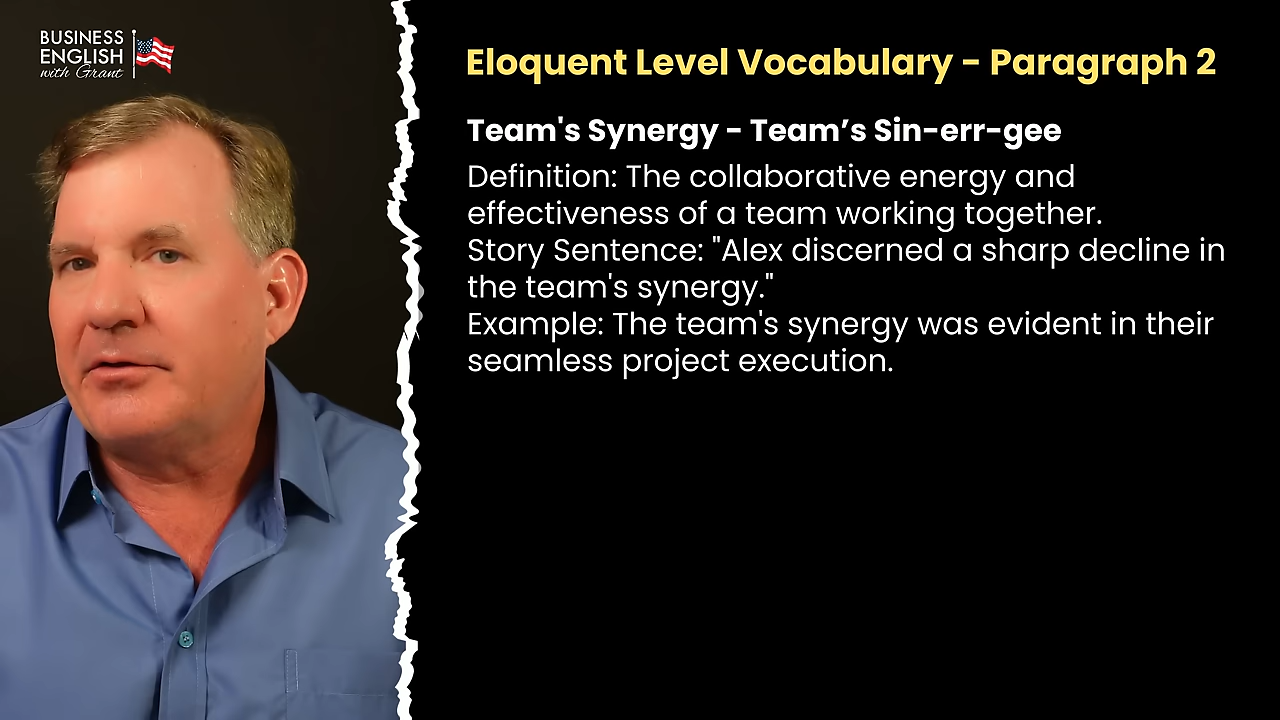 BUSINESS
ENGLISH
with Grant
Eloquent Level Vocabulary - Paragraph 2
Team's Synergy - Team’s Sin-err-gee
Definition: The collaborative energy and
effectiveness of a team working together.
Story Sentence: "Alex discerned a sharp decline in
the team's synergy."
Example: The team's synergy was evident in their
seamless project execution.